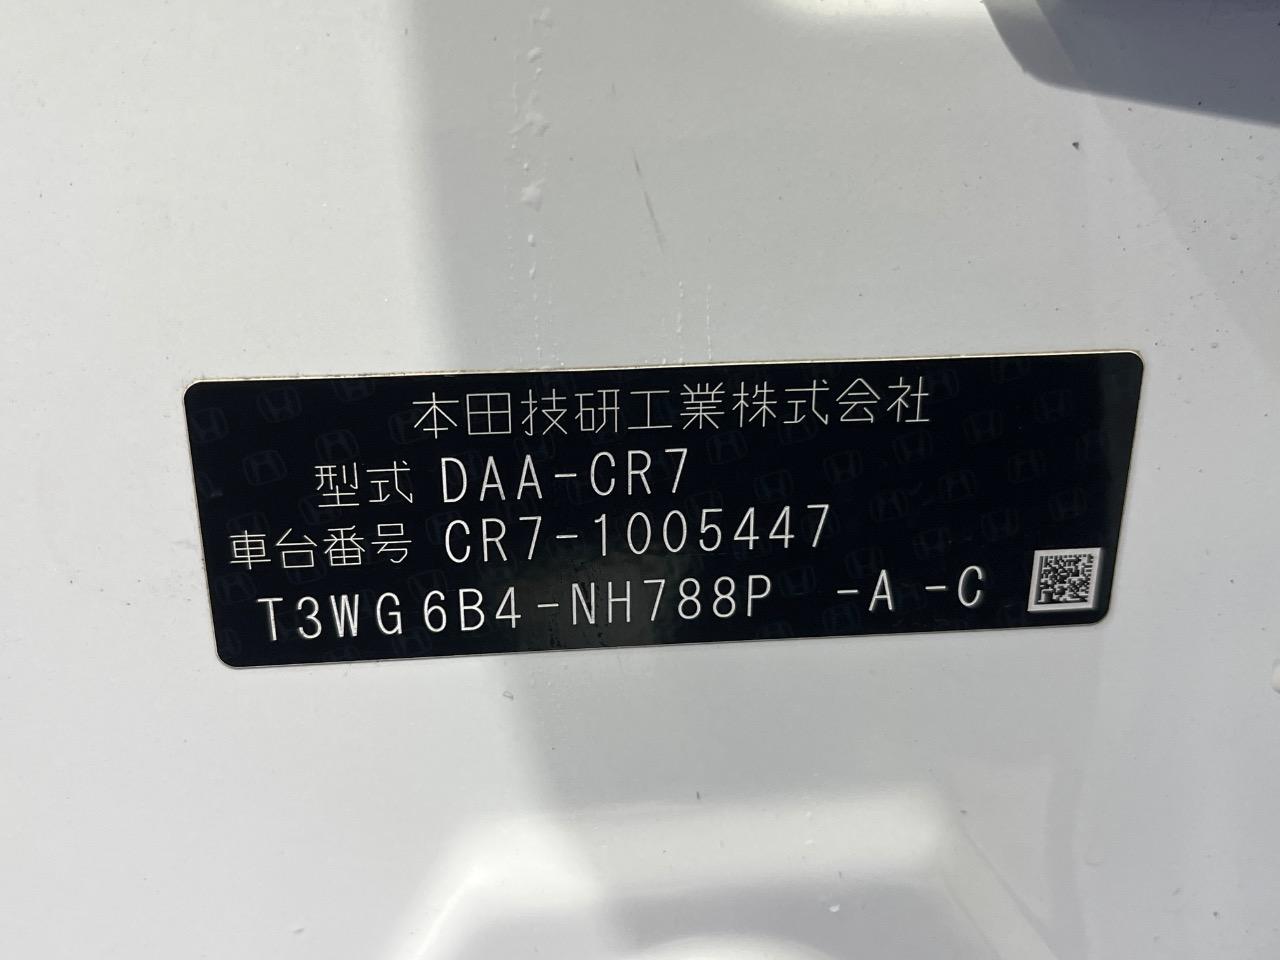 本田技研工業株式会社
型式 DAA-CR7
車台番号 CR7-1005447
T3WG6B4-NH788P -A -C